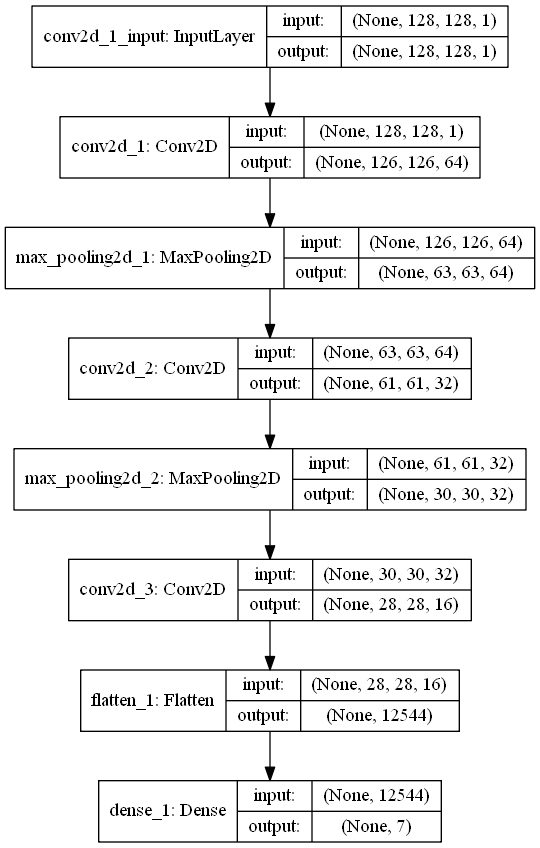 conv2d_1_input: InputLayer
input: (None, 128, 128, 1)
output: (None, 128, 128, 1)
conv2d_1: Conv2D
input: (None, 128, 128, 1)
output: (None, 126, 126, 64)
max_pooling2d_1: MaxPooling2D
input: (None, 126, 126, 64)
output: (None, 63, 63, 64)
conv2d_2: Conv2D
input: (None, 63, 63, 64)
output: (None, 61, 61, 32)
max_pooling2d_2: MaxPooling2D
input: (None, 61, 61, 32)
output: (None, 30, 30, 32)
conv2d_3: Conv2D
input: (None, 30, 30, 32)
output: (None, 28, 28, 16)
flatten_1: Flatten
input: (None, 28, 28, 16)
output: (None, 12544)
dense_1: Dense
input: (None, 12544)
output: (None, 7)